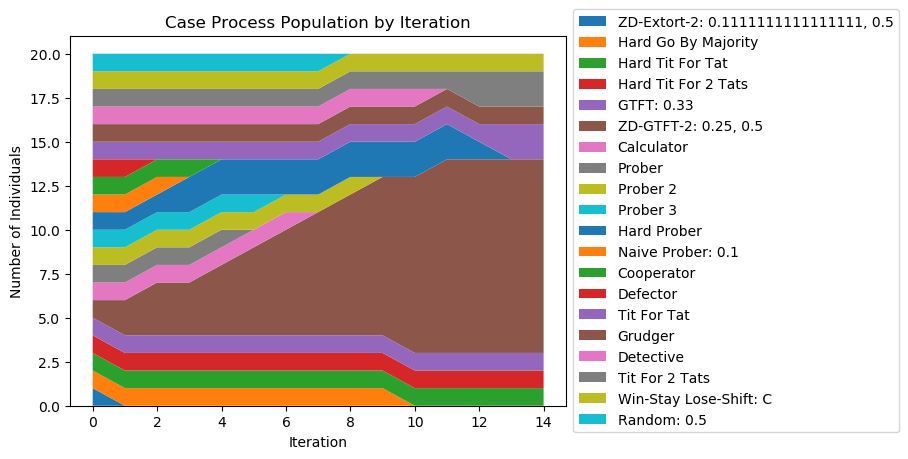 Case Process Population by Iteration
Number of Individuals
20.0
17.5
15.0
12.5
10.0
7.5
5.0
2.5
0.0
0 2 4 6 8 10 12 14
Iteration
ZD-Extort-2: 0.1111111111111111, 0.5
Hard Go By Majority
Hard Tit For Tat
Hard Tit For 2 Tats
GTFT: 0.33
ZD-GTFT-2: 0.25, 0.5
Calculator
Prober
Prober 2
Prober 3
Hard Prober
Naive Prober: 0.1
Cooperator
Defector
Tit For Tat
Grudger
Detective
Tit For 2 Tats
Win-Stay Lose-Shift: C
Random: 0.5